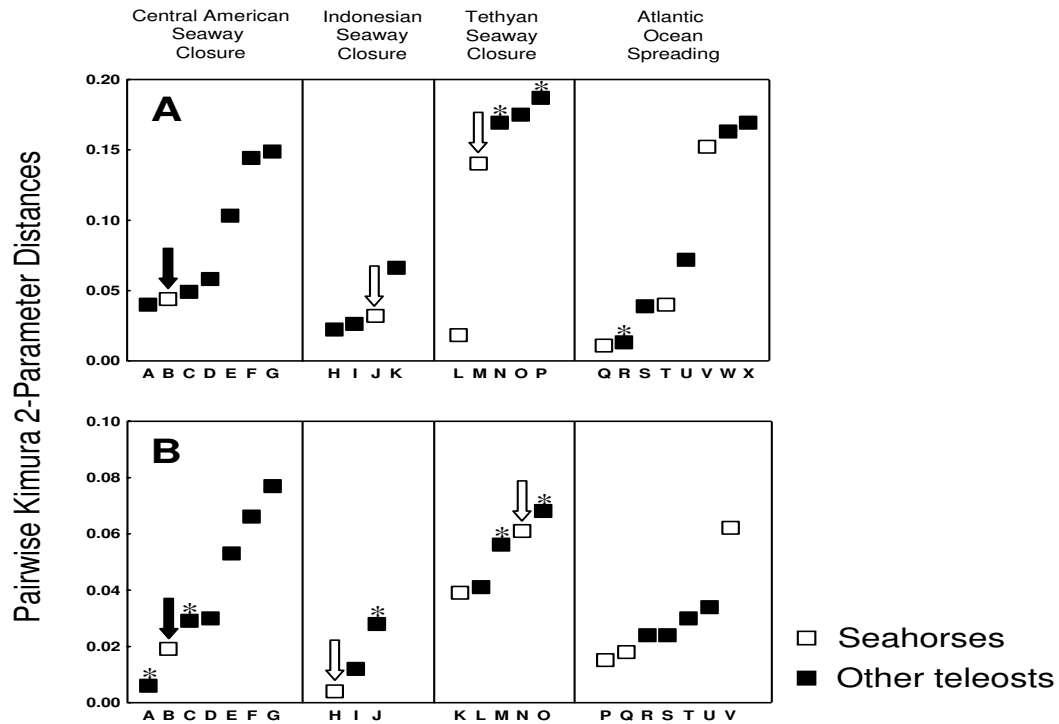 Central American
Seaway
Closure
Indonesian
Seaway
Closure
Tethyan
Seaway
Closure
Atlantic
Ocean
Spreading
Pairwise Kimura 2-Parameter Distances
A
0.20
0.15
0.10
0.05
0.00
* * *
A B C D E F G H I J K L M N O P Q R S T U V W X
B
0.10
0.08
0.06
0.04
0.02
0.00
* * * * *
A B C D E F G H I J K L M N O P Q R S T U V
Seahorses
Other teleosts